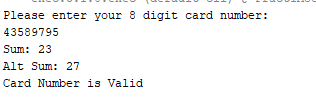 Please enter your 8 digit card number:
43589795
Sum: 23
Alt Sum: 27
Card Number is Valid